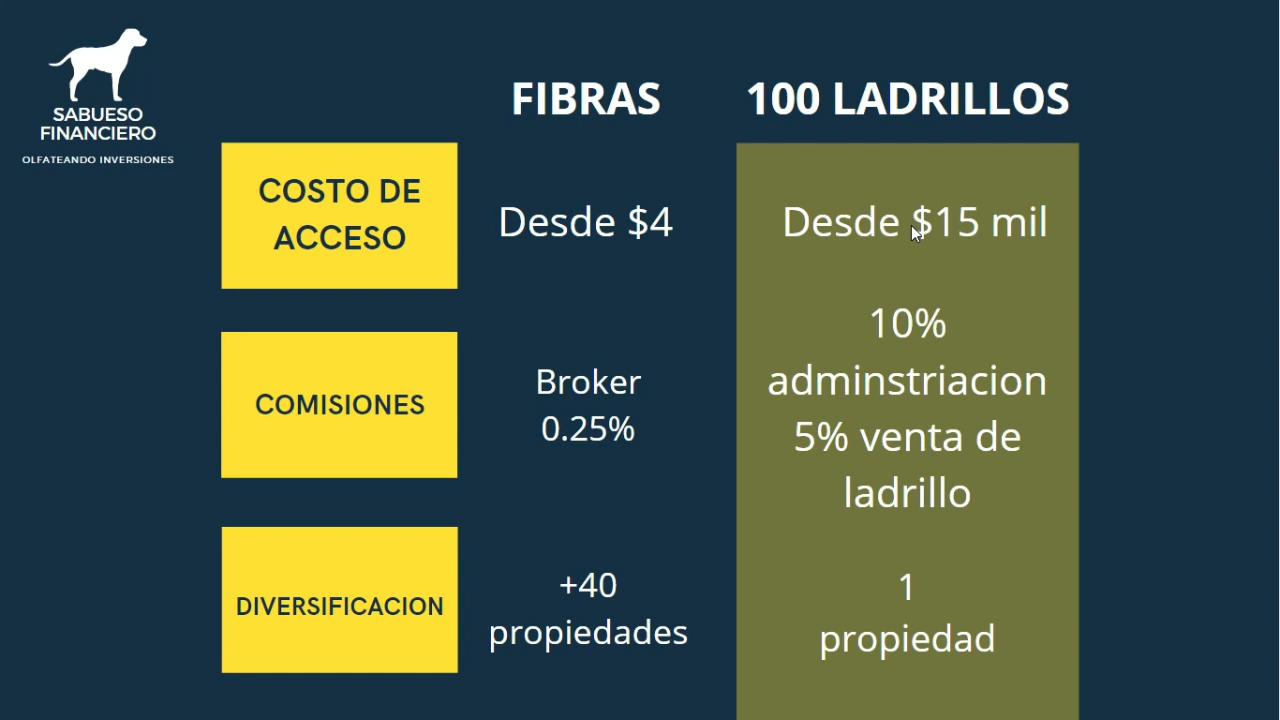 SABUESO
FINANCIERO
OLFATEANDO INVERSIONES
FIBRAS
100 LADRILLOS
COSTO DE
ACCESO
Desde $4
Desde $15 mil
COMISIONES
Broker
0.25%
10%
adminstriacion
5% venta de
ladrillo
DIVERSIFICACION
+40
propiedades
1
propiedad